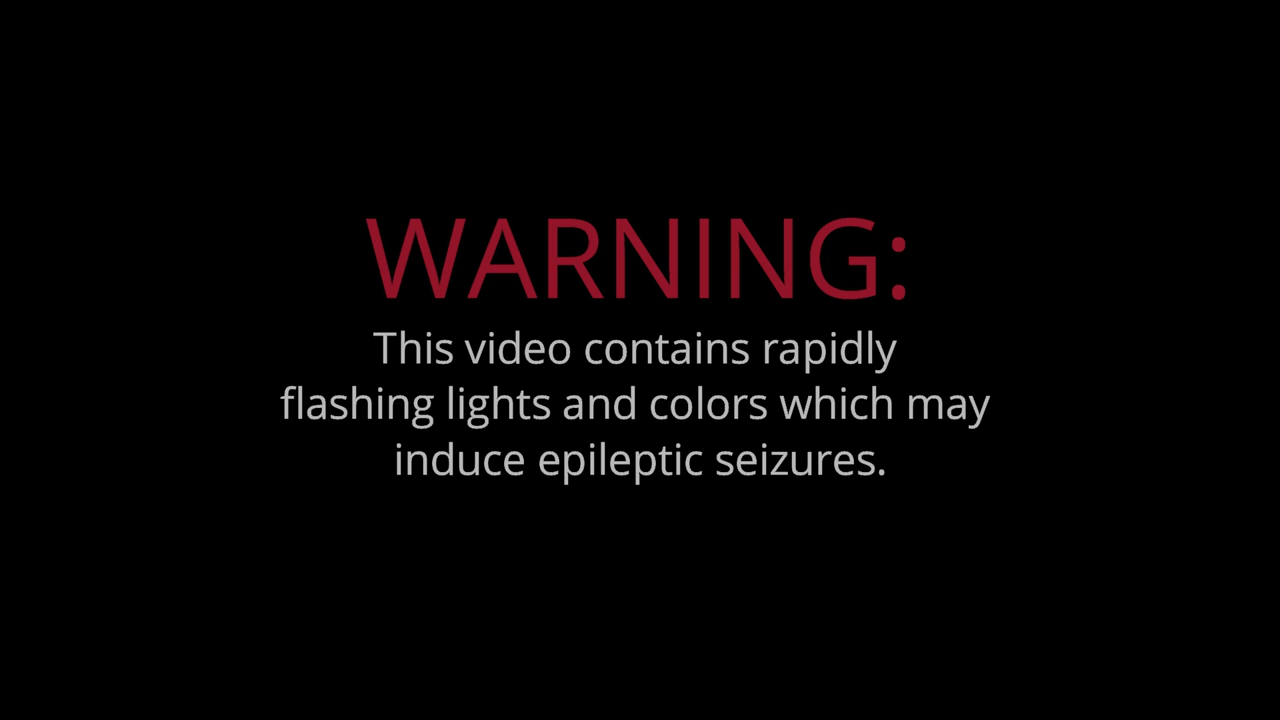 WARNING:
This video contains rapidly
flashing lights and colors which may
induce epileptic seizures.